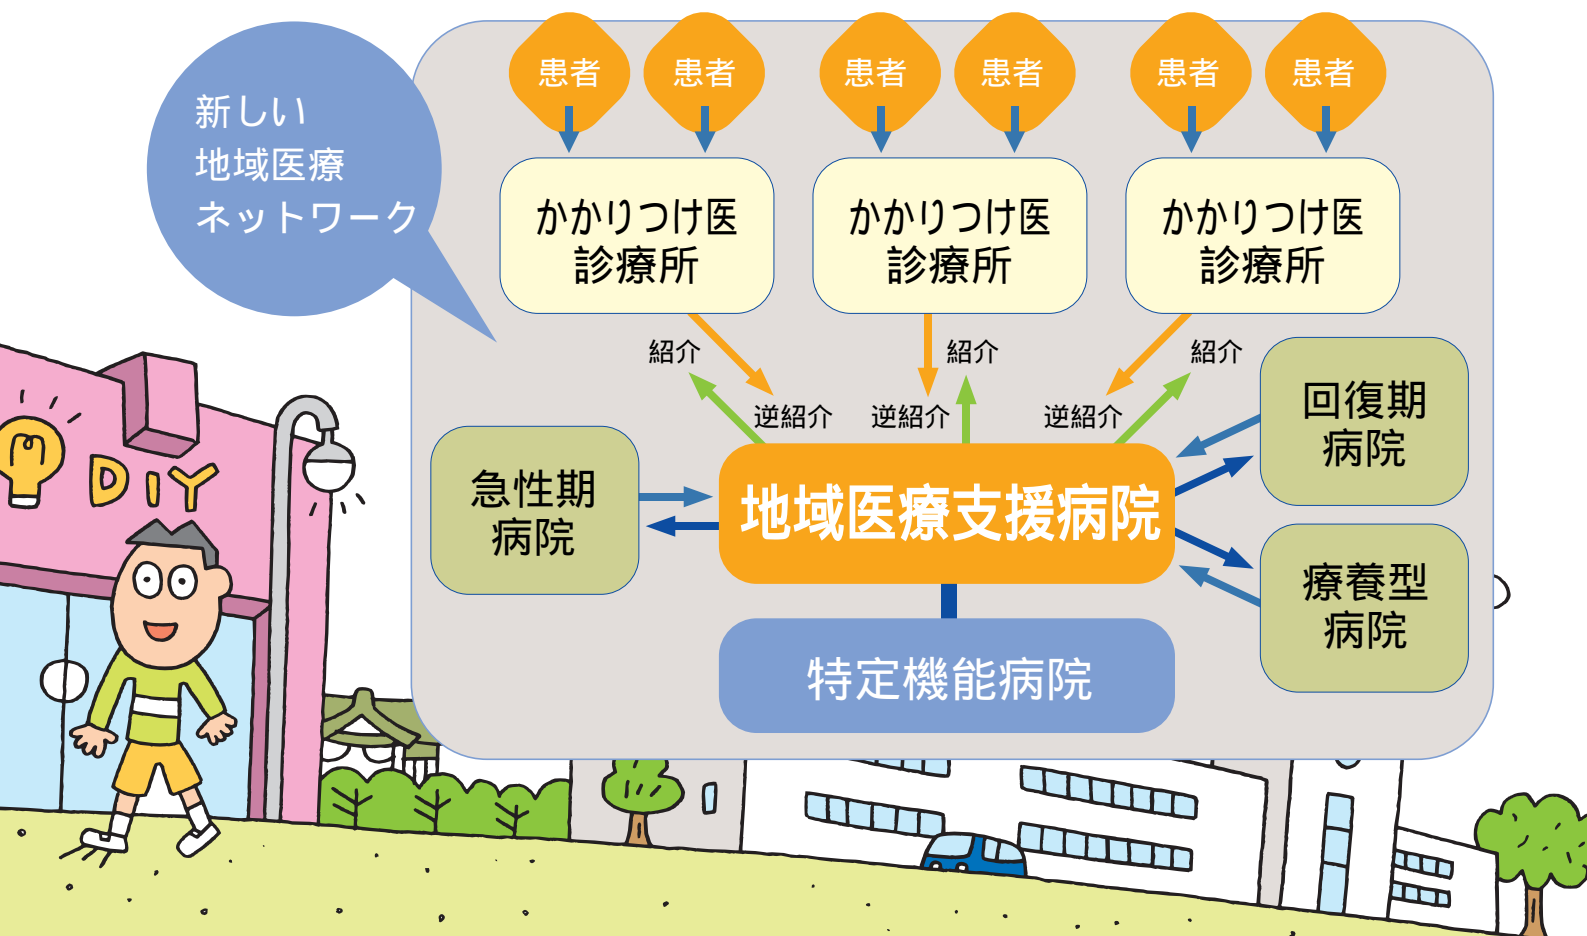 新しい
地域医療
ネットワーク
患者
患者
患者
患者
患者
患者
かかりつけ医
診療所
かかりつけ医
診療所
かかりつけ医
診療所
紹介
紹介
紹介
逆紹介
逆紹介
逆紹介
急性期
病院
地域医療支援病院
回復期
病院
療養型
病院
特定機能病院
DIY